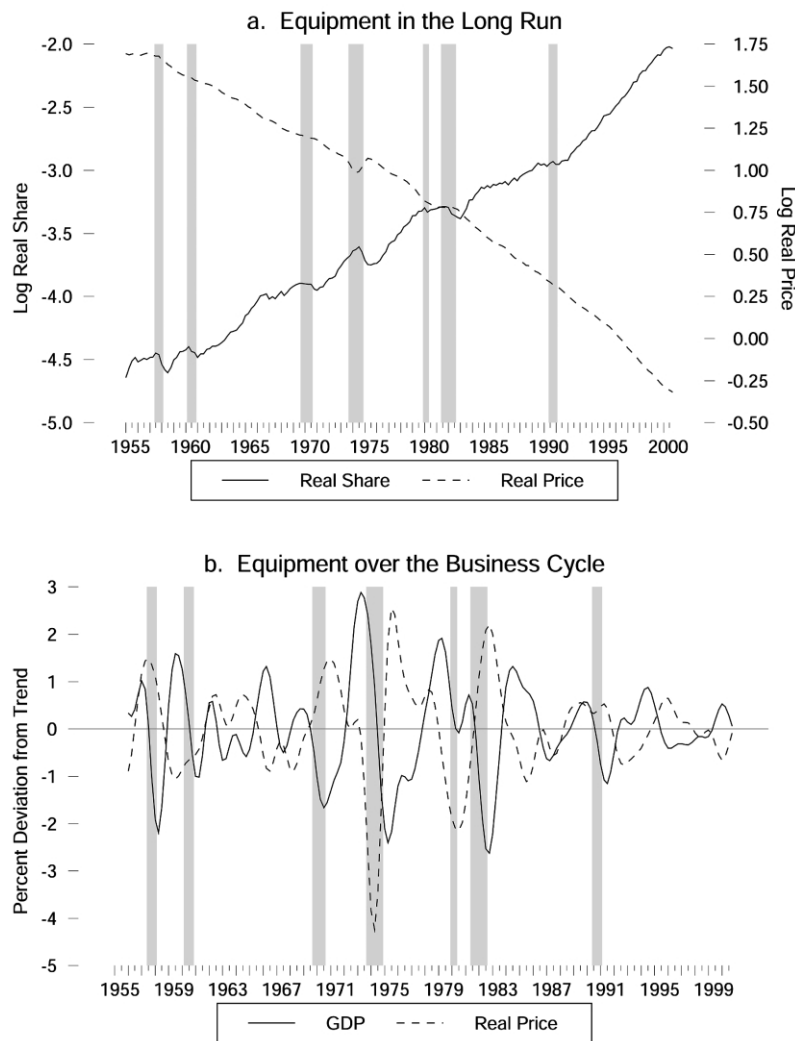 a. Equipment in the Long Run
-2.0
-2.5
-3.0
-3.5
-4.0
-4.5
-5.0
Log Real Share
1.75
1.50
1.25
1.00
0.75
0.50
0.25
0.00
-0.25
-0.50
Log Real Price
1955 1960 1965 1970 1975 1980 1985 1990 1995 2000
Real Share Real Price
b. Equipment over the Business Cycle
3
2
1
0
-1
-2
-3
-4
-5
Percent Deviation from Trend
1955 1959 1963 1967 1971 1975 1979 1983 1987 1991 1995 1999
GDP Real Price